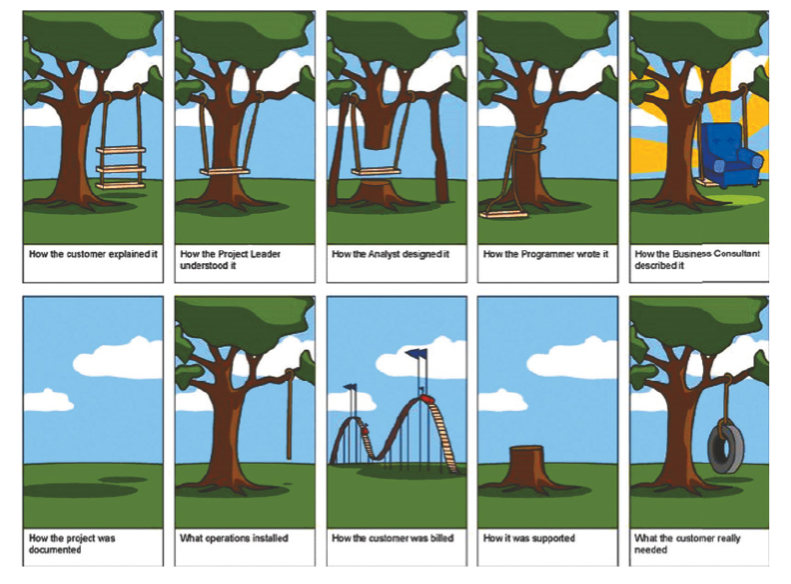 How the customer explained it
How the Project Leader
understood it
How the Analyst designed it
How the Programmer wrote it
How the Business Consultant
described it
How the project was
documented
What operations installed
How the customer was billed
How it was supported
What the customer really
needed